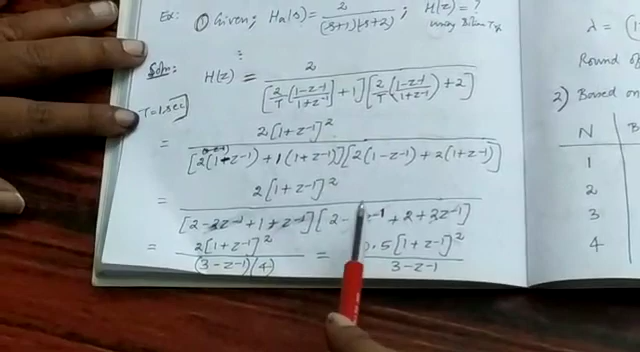 Ex: ① Given; Ha(s) = 2/(s+1)(s+2) ; H(z) = ?
using Bilinear Tx
Soln: H(z) = 2/[2/T(1-z-1/1+z-1)+1][2/T(1-z-1/1+z-1)+2]
T=1sec
= 2[1+z-1]^2/[2(1-z-1)+1(1+z-1)][2(1-z-1)+2(1+z-1)]
= 2[1+z-1]^2/[2-2z-1+1+z-1][2- z-1+2+2z-1]
= 2[1+z-1]^2/(3-z-1)(4) = .5[1+z-1]^2/3-z-1
λ = (1
Round of
2) Based on
N
1
2
3
4